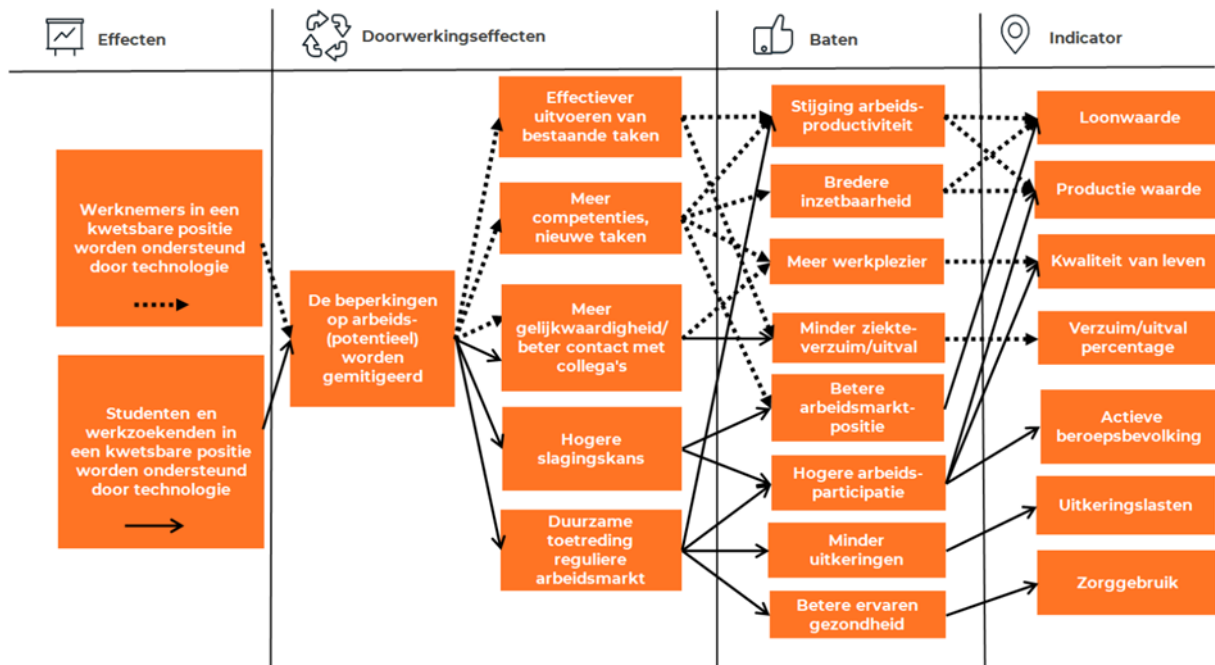 Effecten
Doorwerkingseffecten
Baten
Indicator
Werknemers in een
kwetsbare positie
worden ondersteund
door technologie
Studenten en
werkzoekenden in
een kwetsbare positie
worden ondersteund
door technologie
De beperkingen
op arbeids-
(potentieel)
worden
gemitigeerd
Effectiever
uitvoeren van
bestaande taken
Meer
competenties,
nieuwe taken
Meer
gelijkwaardigheid/
beter contact met
collega's
Hogere
slagingskans
Duurzame
toetreding
reguliere
arbeidsmarkt
Stijging arbeids-
productiviteit
Bredere
inzetbaarheid
Meer werkplezier
Minder ziekte-
verzuim/uitval
Betere
arbeidsmarkt-
positie
Hogere arbeids-
participatie
Minder
uitkeringen
Betere ervaren
gezondheid
Loonwaarde
Productie waarde
Kwaliteit van leven
Verzuim/uitval
percentage
Actieve
beroepsbevolking
Uitkeringslasten
Zorggebruik